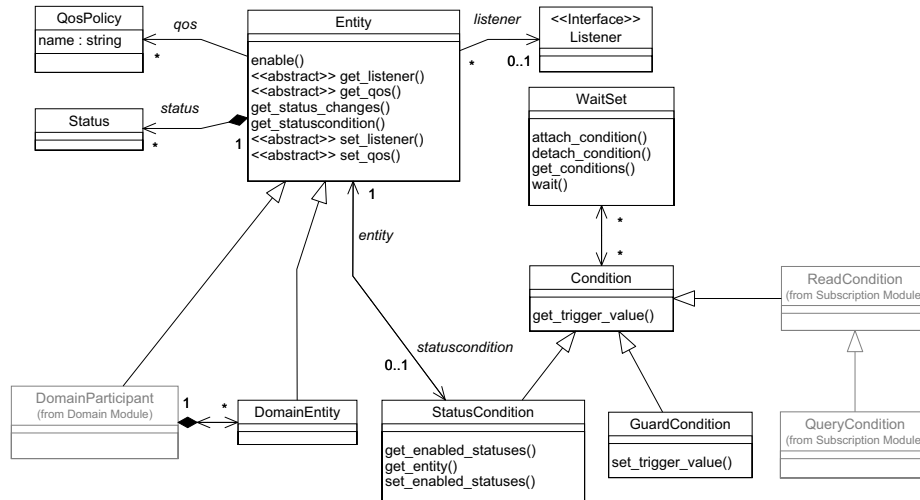 QosPolicy
name : string
qos
*
Entity
enable()
<<abstract>> get_listener()
<<abstract>> get_qos()
get_status_changes()
get_statuscondition()
<<abstract>> set_listener()
<<abstract>> set_qos()
listener
*
0..1
<<Interface>>
Listener
Status
status
*
1
WaitSet
attach_condition()
detach_condition()
get_conditions()
wait()
1
entity
*
*
Condition
get_trigger_value()
ReadCondition
(from Subscription Module)
statuscondition
0..1
DomainParticipant
(from Domain Module)
1
*
DomainEntity
StatusCondition
get_enabled_statuses()
get_entity()
set_enabled_statuses()
GuardCondition
set_trigger_value()
QueryCondition
(from Subscription Module)